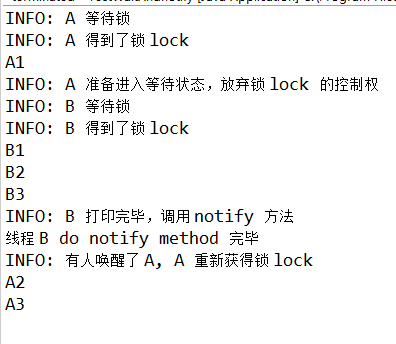 INFO: A 等待锁
INFO: A 得到了锁 lock
A1
INFO: A 准备进入等待状态，放弃锁 lock 的控制权
INFO: B 等待锁
INFO: B 得到了锁 lock
B1
B2
B3
INFO: B 打印完毕，调用 notify 方法
线程 B do notify method 完毕
INFO: 有人唤醒了 A, A 重新获得锁 lock
A2
A3